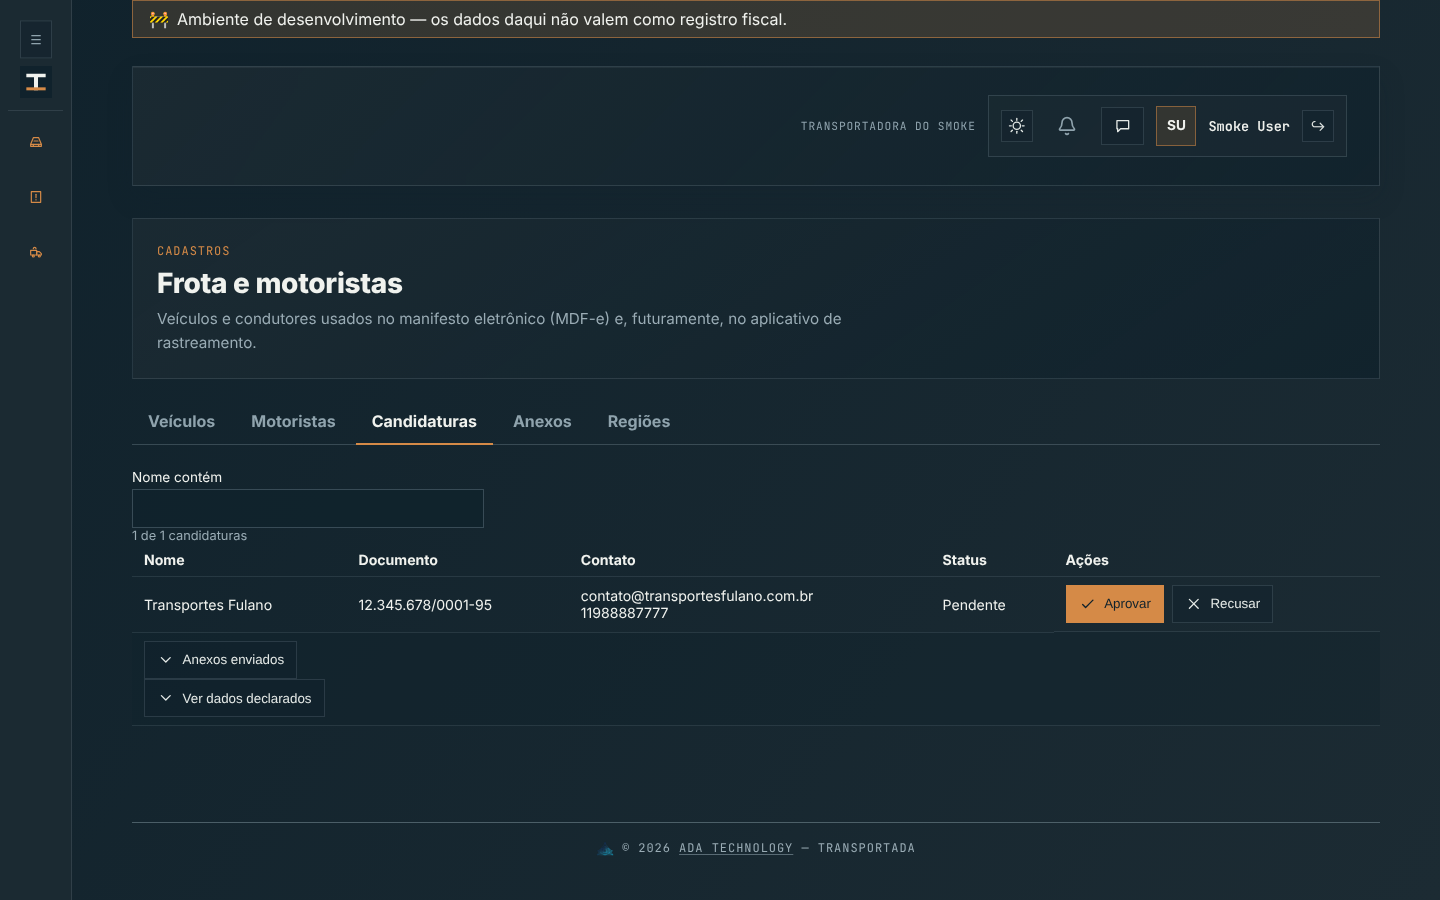 🚧 Ambiente de desenvolvimento — os dados daqui não valem como registro fiscal.
TRANSPORTADORA DO SMOKE
SU
Smoke User
CADASTROS
Frota e motoristas
Veículos e condutores usados no manifesto eletrônico (MDF-e) e, futuramente, no aplicativo de
rastreamento.
Veículos Motoristas Candidaturas Anexos Regiões
Nome contém
1 de 1 candidaturas
Nome Documento Contato Status Ações
Transportes Fulano 12.345.678/0001-95 contato@transportesfulano.com.br
11988887777
Pendente Aprovar Recusar
Anexos enviados
Ver dados declarados
© 2026 ADA TECHNOLOGY — TRANSPORTADA